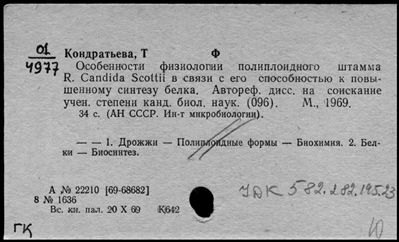 01
4977
Кондратьева, Т Ф
Особенности физиологии полиплоидного штамма
R. Candida Scottii в связи с его способностью к повы-
шенному синтезу белка. Автореф. дисс. на соискание
учен. степени канд. биол. наук. (096). М., 1969.
34 с. (АН СССР. Ин-т микробиологии).
— — 1. Дрожжи — Полиплоидные формы — Биохимия. 2. Бел-
ки — Биосинтез.
А № 22210 [69-68682]
8 № 1636
Вс. кн. пал. 20 X 69 К642
УДК 582.282.195.23
ГК
Ю